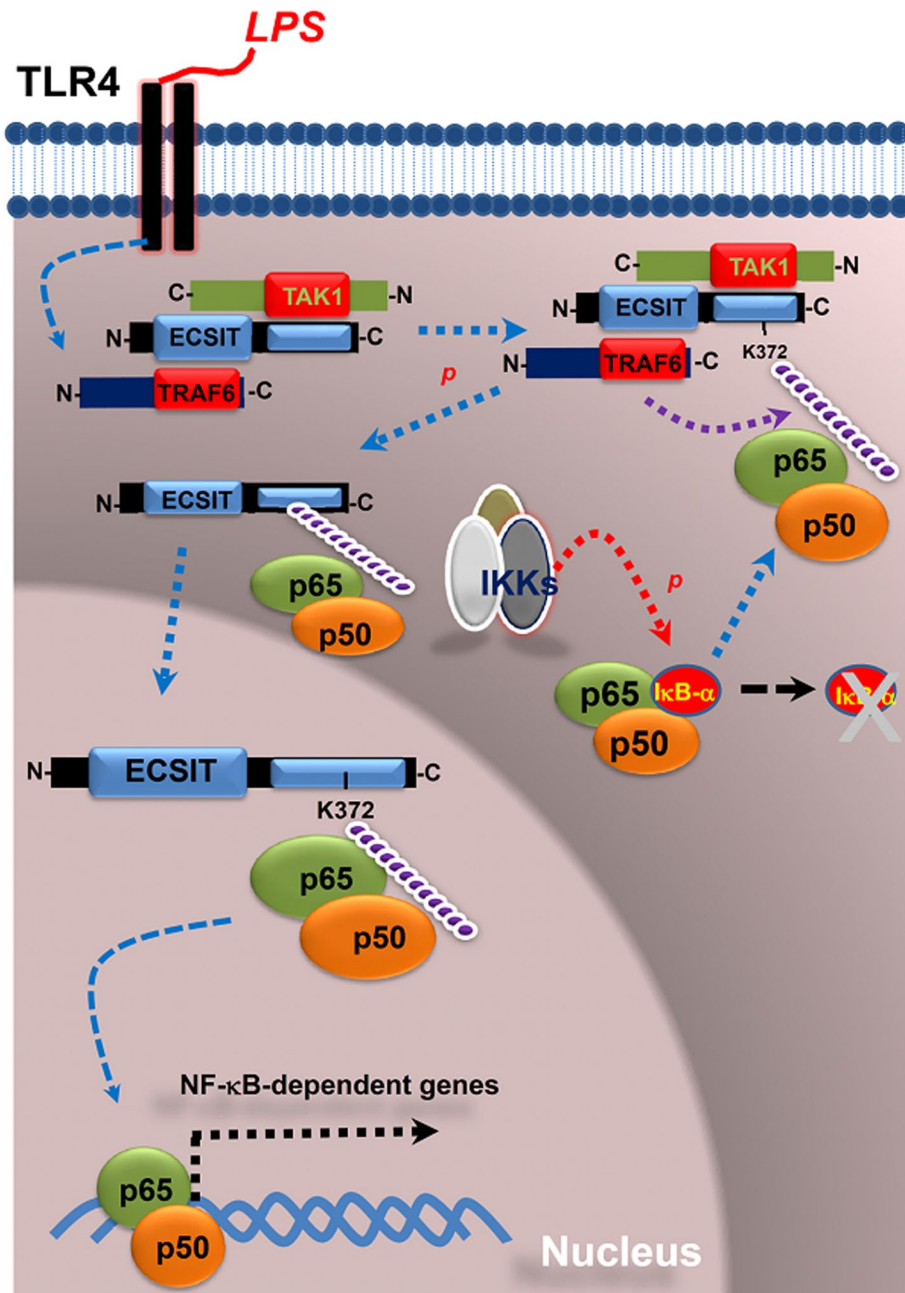 LPS
TLR4
C- TAK1 -N
N- ECSIT -C
N- TRAF6 -C
C- TAK1 -N
N- ECSIT -C
K372
N- TRAF6 -C
p
p65
p50
N- ECSIT -C
p65
p50
IKKs
p
p65 IκB-α
p50
IκB-α
N- ECSIT -C
K372
p65
p50
NF-κB-dependent genes
p65
p50
Nucleus